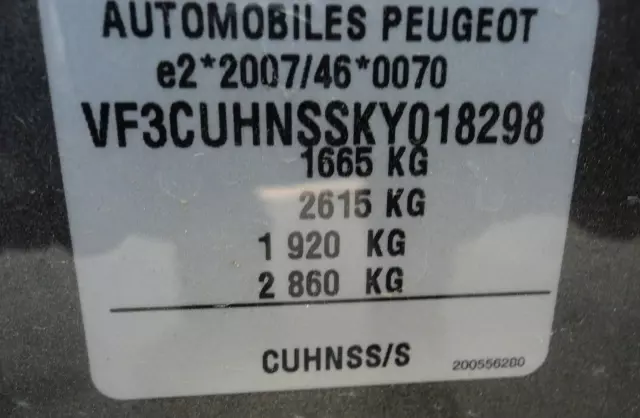 AUTOMOBILES PEUGEOT
e2*2007/46*0070
VF3CUHNSSKY018298
1665 KG
2615 KG
1 920 KG
2 860 KG
CUHNSS/S
200556280